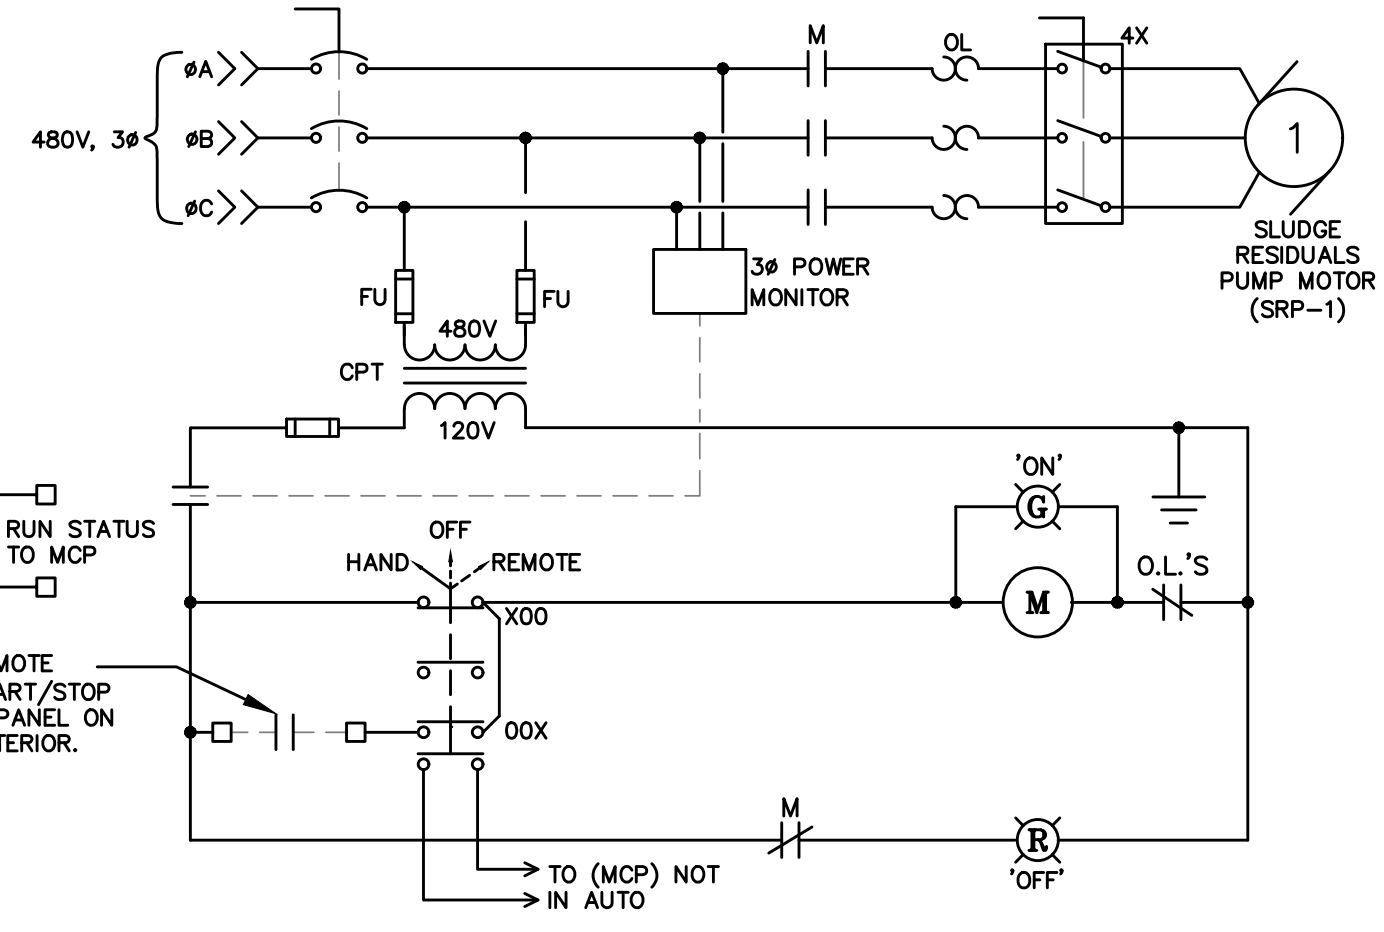 M
OL
4X
øA
480V, 3ø
øB
øC
1
SLUDGE
RESIDUALS
PUMP MOTOR
(SRP-1)
3ø POWER
MONITOR
FU
FU
480V
CPT
120V
'ON'
G
RUN STATUS
TO MCP
OFF
HAND
REMOTE
X00
M
O.L.'S
MOTE
ART/STOP
PANEL ON
TERIOR.
00X
M
R
'OFF'
TO (MCP) NOT
IN AUTO